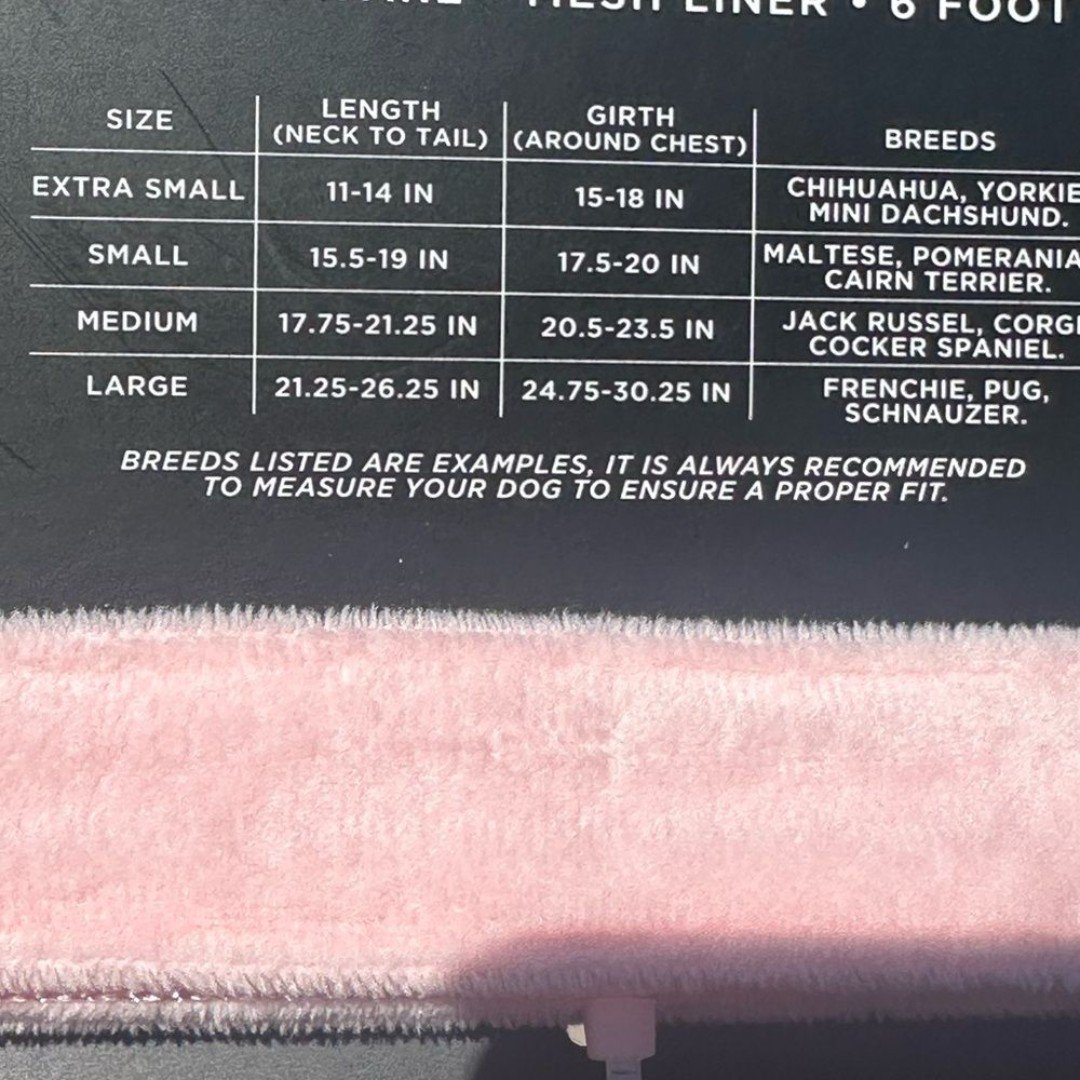 MESH LINER • 6 FOOT
SIZE LENGTH (NECK TO TAIL) GIRTH (AROUND CHEST) BREEDS
EXTRA SMALL 11-14 IN 15-18 IN CHIHUAHUA, YORKIE
MINI DACHSHUND.
SMALL 15.5-19 IN 17.5-20 IN MALTESE, POMERANIA
CAIRN TERRIER.
MEDIUM 17.75-21.25 IN 20.5-23.5 IN JACK RUSSEL, CORGI
COCKER SPANIEL.
LARGE 21.25-26.25 IN 24.75-30.25 IN FRENCHIE, PUG,
SCHNAUZER.
BREEDS LISTED ARE EXAMPLES, IT IS ALWAYS RECOMMENDED
TO MEASURE YOUR DOG TO ENSURE A PROPER FIT.